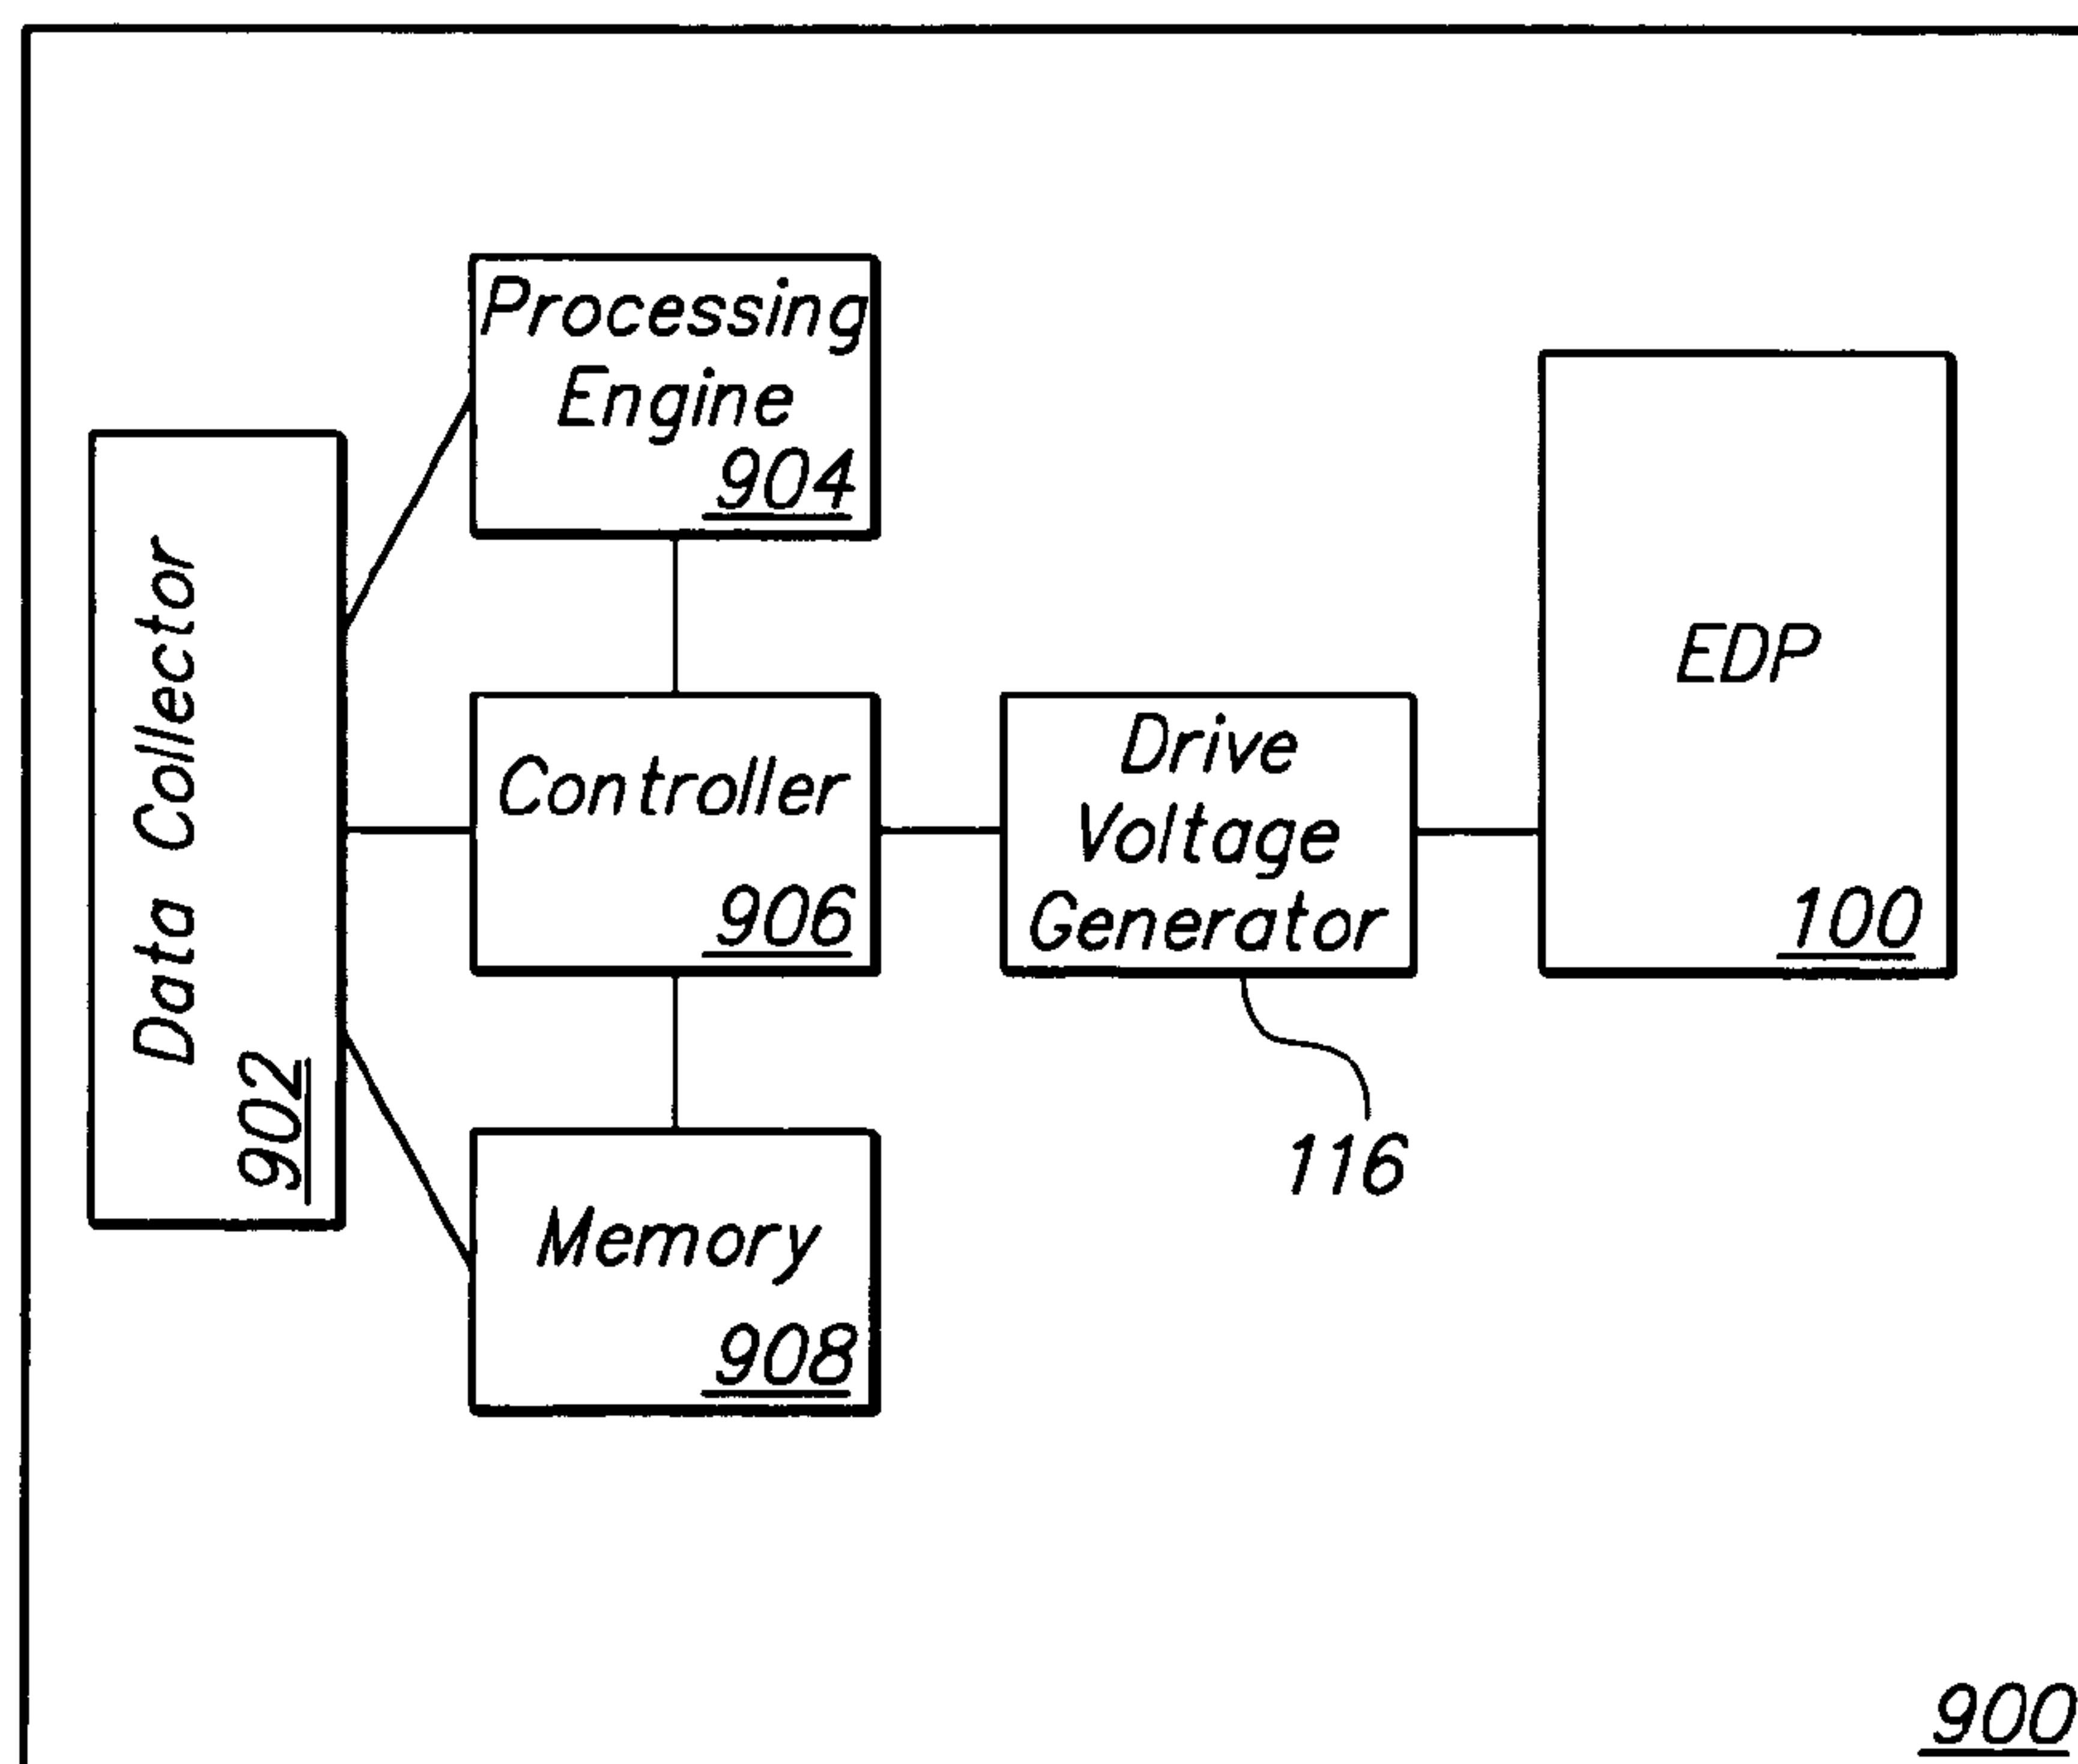 Data Collector
902
Processing
Engine
904
Controller
906
Memory
908
Drive
Voltage
Generator
116
EDP
100
900